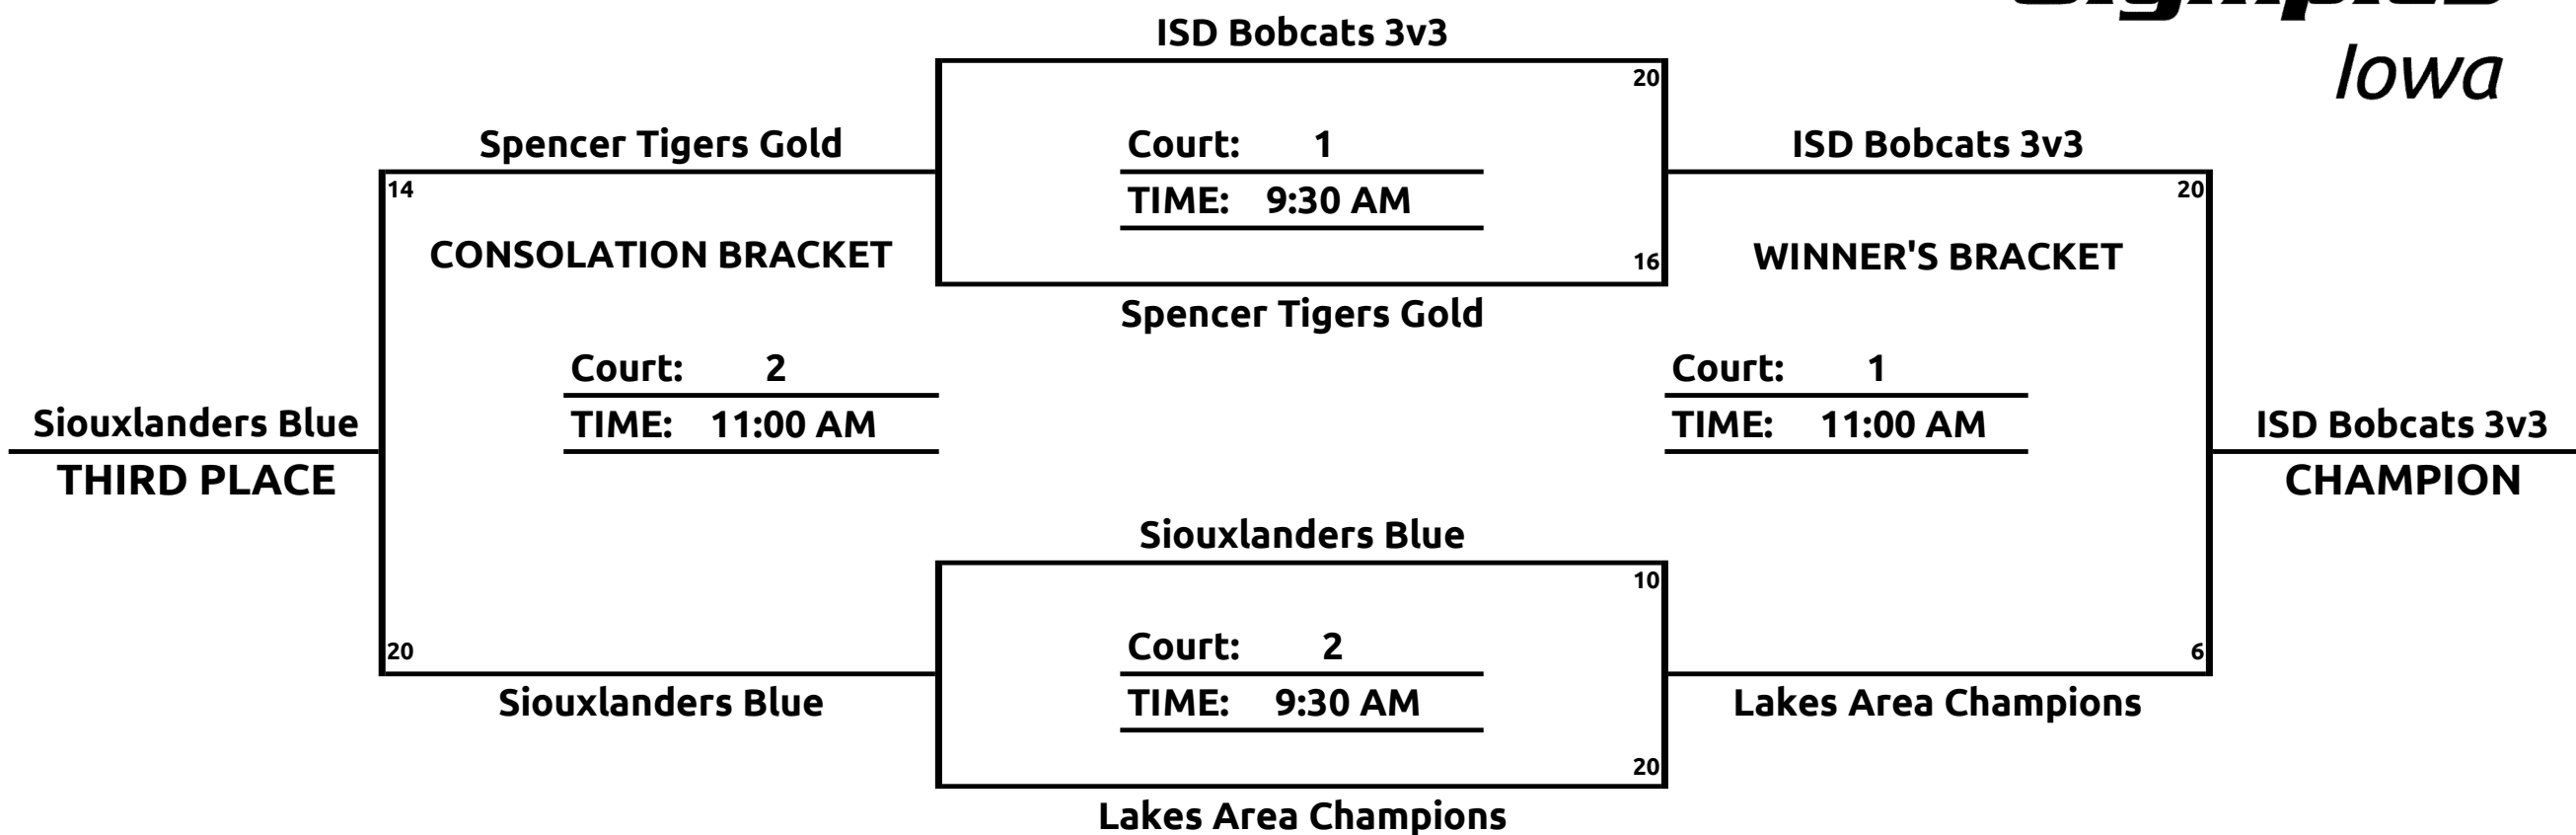 Iowa
ISD Bobcats 3v3
20
Spencer Tigers Gold
Court: 1
ISD Bobcats 3v3
14
TIME: 9:30 AM
20
CONSOLATION BRACKET
16
WINNER'S BRACKET
Spencer Tigers Gold
Court: 2
Court: 1
Siouxlanders Blue
TIME: 11:00 AM
TIME: 11:00 AM
ISD Bobcats 3v3
THIRD PLACE
CHAMPION
Siouxlanders Blue
10
20
Court: 2
6
Siouxlanders Blue
TIME: 9:30 AM
Lakes Area Champions
20
Lakes Area Champions